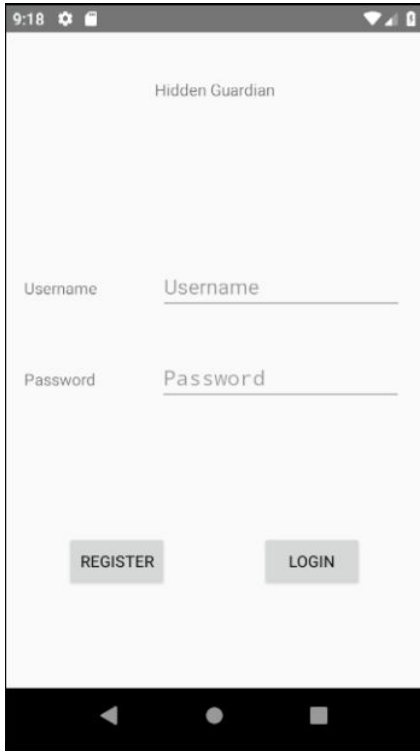 9:18
Hidden Guardian
Username Username
Password Password
REGISTER LOGIN